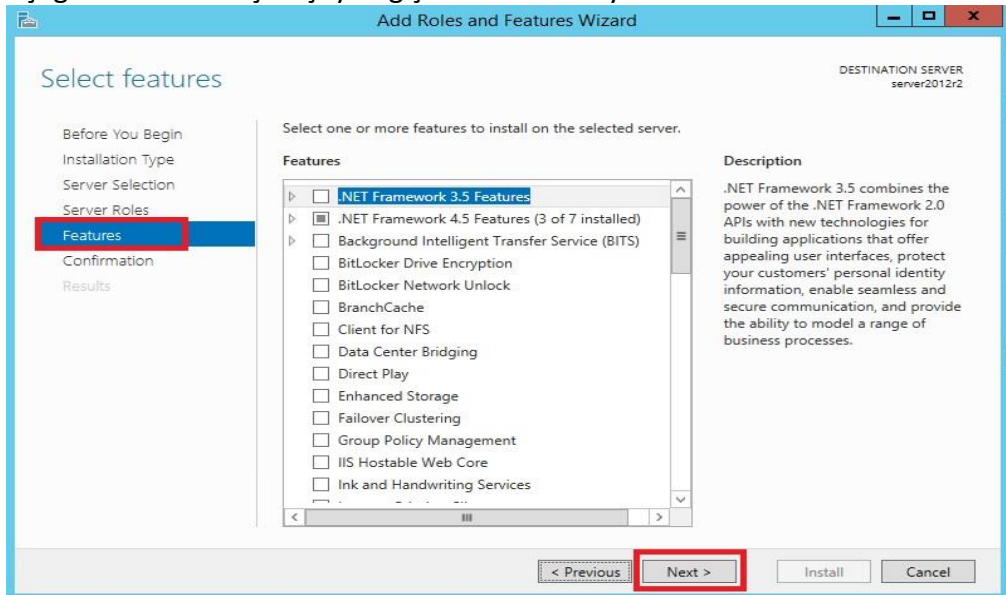 Add Roles and Features Wizard
Select features
DESTINATION SERVER
server2012r2
Before You Begin
Installation Type
Server Selection
Server Roles
Features
Confirmation
Results
Select one or more features to install on the selected server.
Features
.NET Framework 3.5 Features
.NET Framework 4.5 Features (3 of 7 installed)
Background Intelligent Transfer Service (BITS)
BitLocker Drive Encryption
BitLocker Network Unlock
BranchCache
Client for NFS
Data Center Bridging
Direct Play
Enhanced Storage
Failover Clustering
Group Policy Management
IIS Hostable Web Core
Ink and Handwriting Services
Description
.NET Framework 3.5 combines the
power of the .NET Framework 2.0
APIs with new technologies for
building applications that offer
appealing user interfaces, protect
your customers' personal identity
information, enable seamless and
secure communication, and provide
the ability to model a range of
business processes.
< Previous
Next >
Install
Cancel